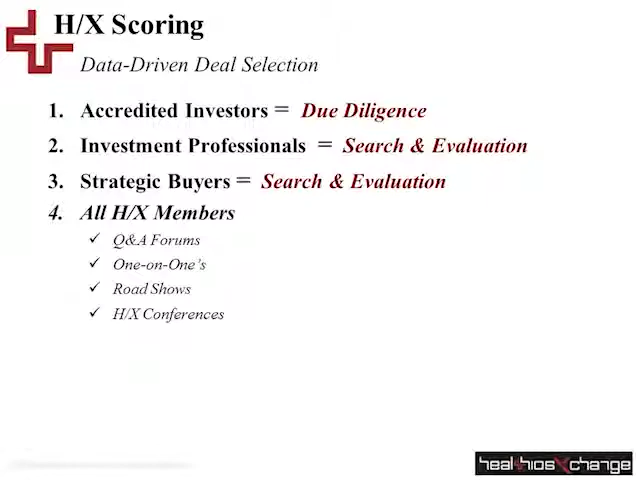 H/X Scoring
Data-Driven Deal Selection
1. Accredited Investors = Due Diligence
2. Investment Professionals = Search & Evaluation
3. Strategic Buyers = Search & Evaluation
4. All H/X Members
✓ Q&A Forums
✓ One-on-One’s
✓ Road Shows
✓ H/X Conferences
healthiosXchange